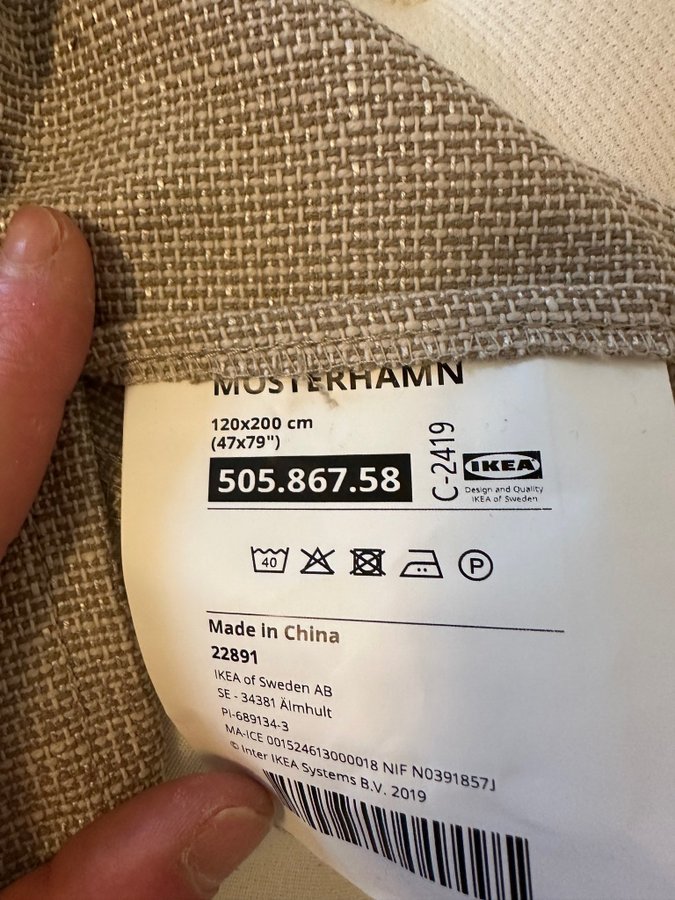 MUSTERHAMN
120x200 cm
(47x79")
505.867.58
C-2419
IKEA
Design and Quality
IKEA of Sweden
40
P
Made in China
22891
IKEA of Sweden AB
SE - 34381 Älmhult
PI-689134-3
MA-ICE 001524613000018 NIF N0391857J
© Inter IKEA Systems B.V. 2019